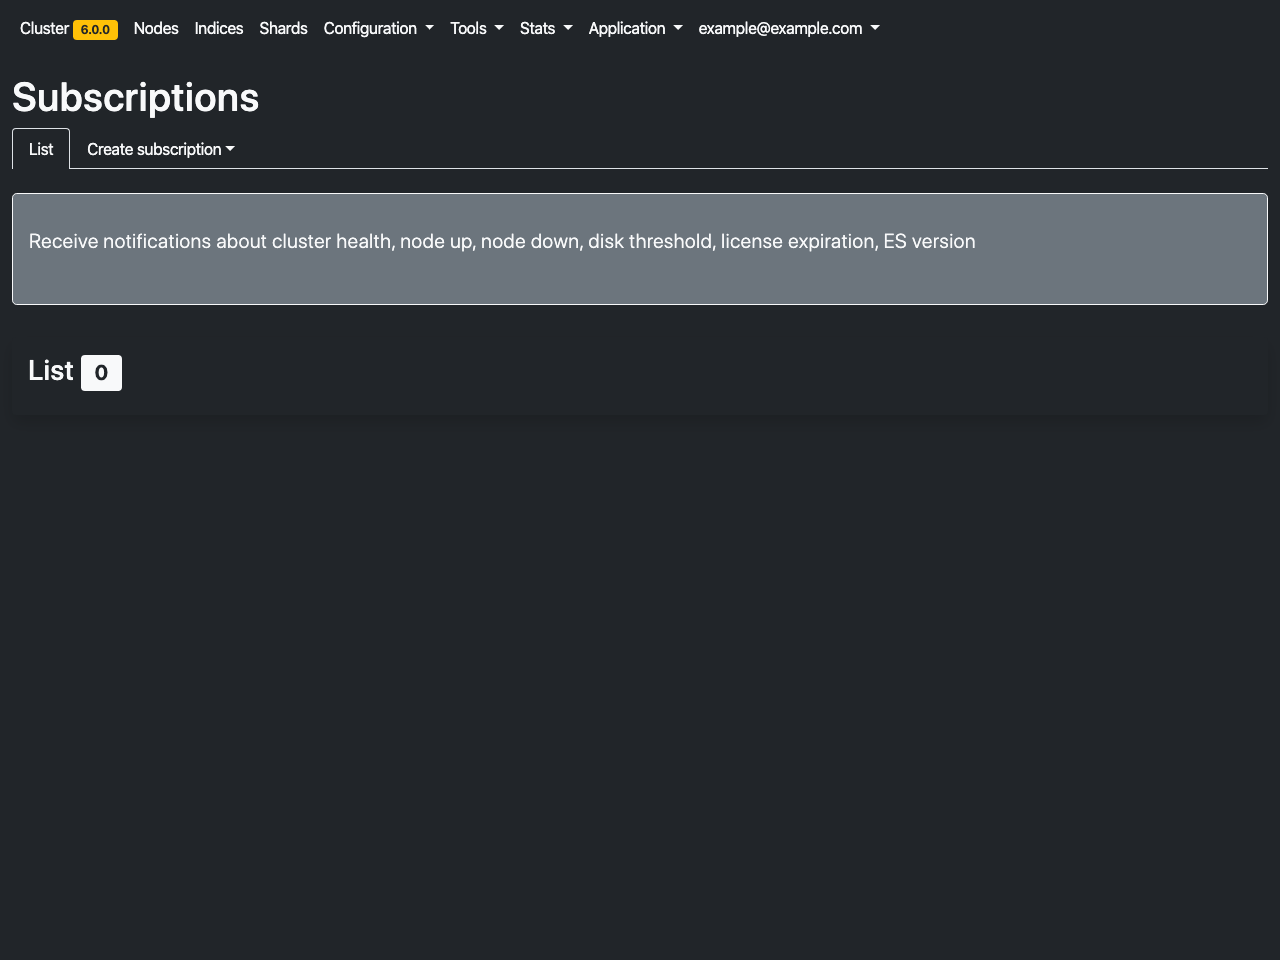 Cluster 6.0.0 Nodes Indices Shards Configuration Tools Stats Application example@example.com
Subscriptions
List Create subscription
Receive notifications about cluster health, node up, node down, disk threshold, license expiration, ES version
List 0